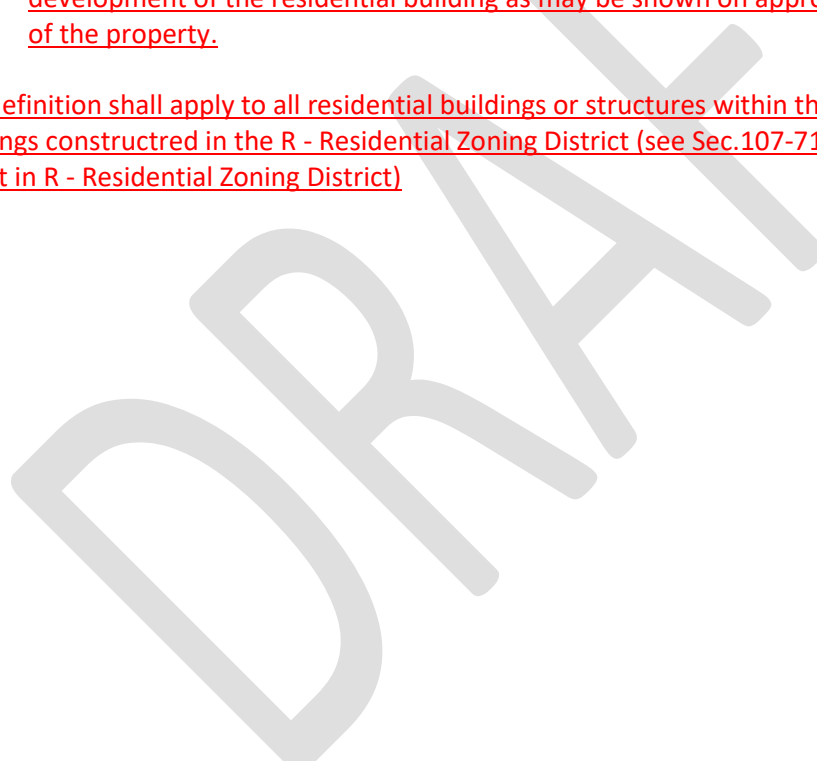 development of the residential building as may be shown on appro
of the property.
efinition shall apply to all residential buildings or structures within th
ngs constructred in the R - Residential Zoning District (see Sec.107-71
t in R - Residential Zoning District)
DRAF